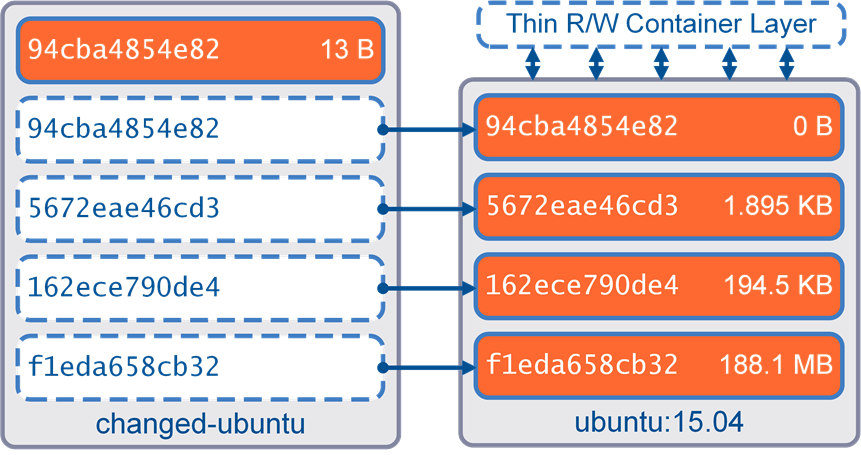 94cba4854e82 13 B
94cba4854e82
5672eae46cd3
162ece790de4
f1eda658cb32
changed-ubuntu
Thin R/W Container Layer
94cba4854e82 0 B
5672eae46cd3 1.895 KB
162ece790de4 194.5 KB
f1eda658cb32 188.1 MB
ubuntu:15.04